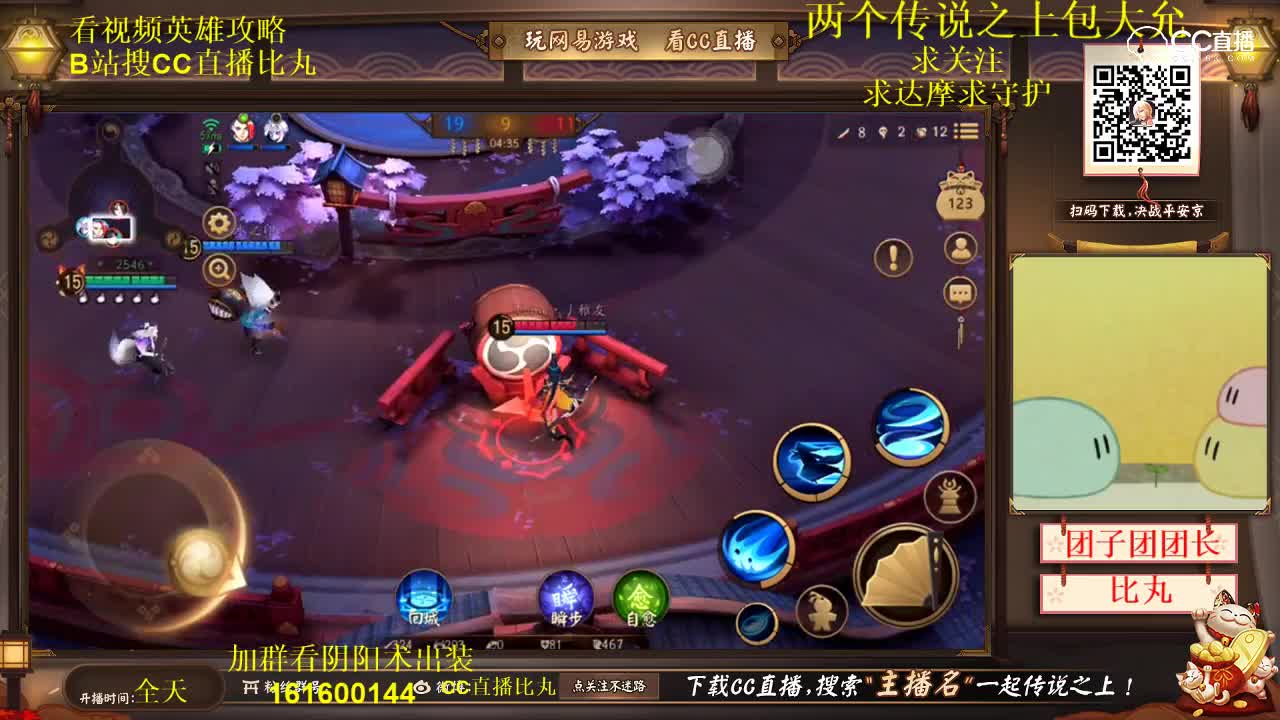 看视频英雄攻略
B站搜CC直播比丸
玩网易游戏 看CC直播
两个传说之上包大允
求关注
求达摩求守护
CC直播
扫码下载,决战平安京
57ms
19 9 11
04:35
8 2 12
123
15
2546
15
15
回城
瞬
瞬步
愈
自愈
团子团团长
比丸
加群看阴阳术出装
开播时间:全天
161600144
CC直播比丸
点关注不迷路
下载CC直播,搜索"主播名"一起传说之上!